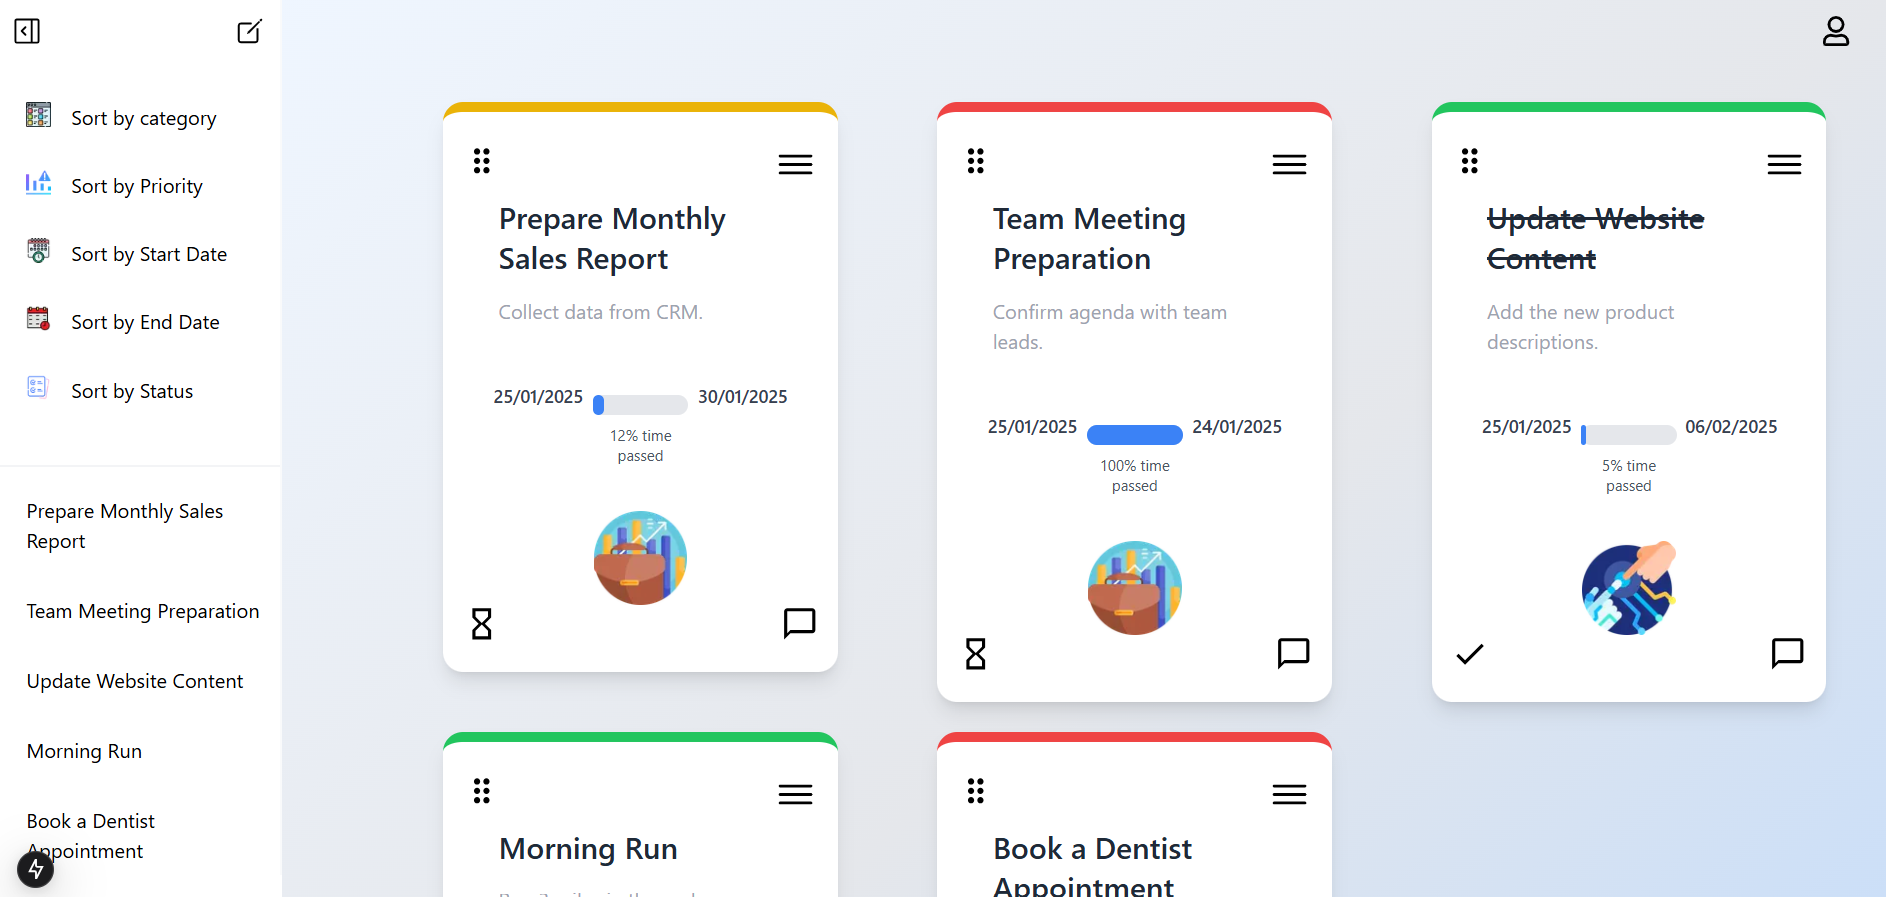 Sort by category
Sort by Priority
Sort by Start Date
Sort by End Date
Sort by Status
Prepare Monthly Sales
Report
Team Meeting Preparation
Update Website Content
Morning Run
Book a Dentist
Appointment
Prepare Monthly
Sales Report
Collect data from CRM.
25/01/2025
30/01/2025
12% time
passed
Team Meeting
Preparation
Confirm agenda with team
leads.
25/01/2025
24/01/2025
100% time
passed
Update Website
Content
Add the new product
descriptions.
25/01/2025
06/02/2025
5% time
passed
Morning Run
Book a Dentist
Appointment